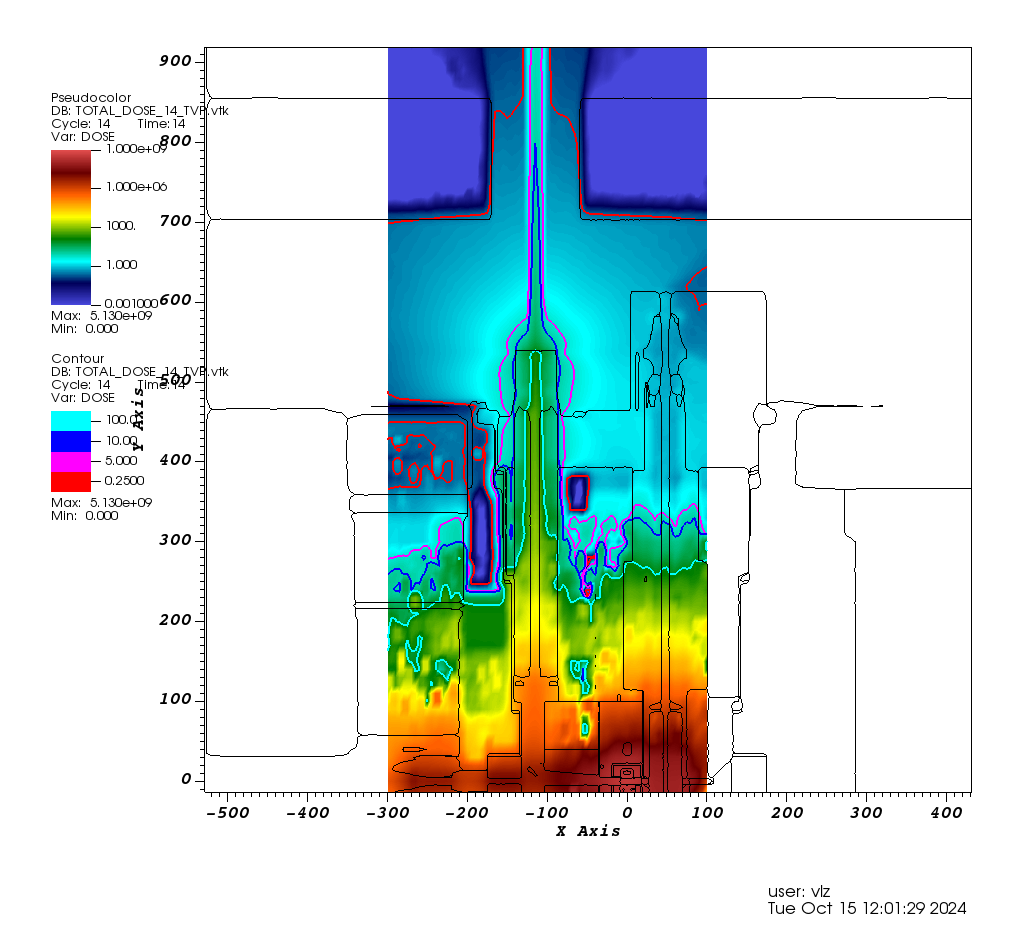 Pseudocolor
DB: TOTAL_DOSE_14_TVP.vtk
Cycle: 14 Time:14
Var: DOSE
1.000e+09
1.000e+06
1000.
1.000
0.001000
Max: 5.130e+09
Min: 0.000
Contour
DB: TOTAL_DOSE_14_TVP.vtk
Cycle: 14 Time:14
Var: DOSE
100.0
10.00
5.000
0.2500
Max: 5.130e+09
Min: 0.000
Y Axis
900
800
700
600
500
400
300
200
100
0
-500 -400 -300 -200 -100 0 100 200 300 400
X Axis
user: vlz
Tue Oct 15 12:01:29 2024